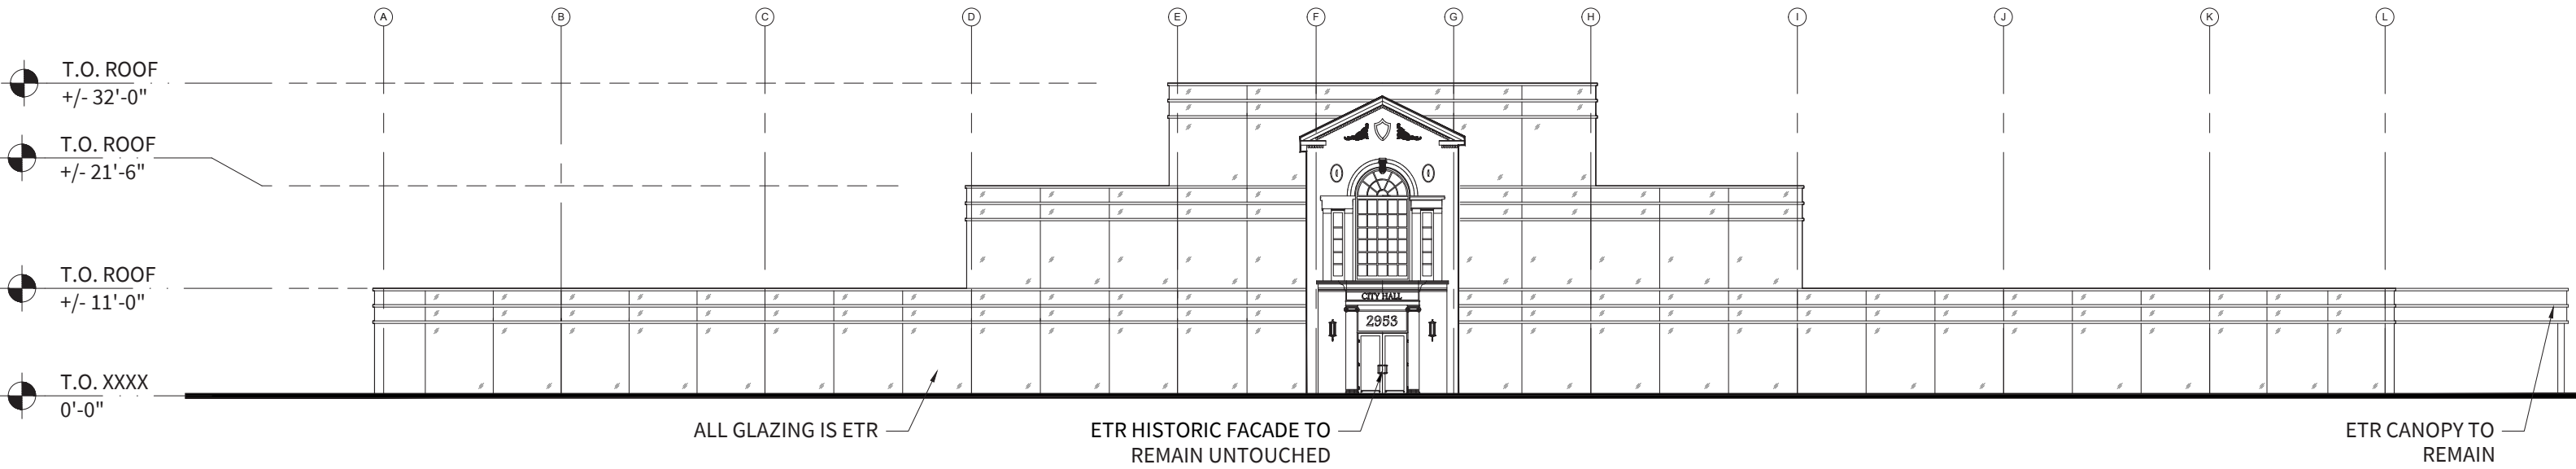 A B C D E F G H I J K L
T.O. ROOF
+/- 32'-0"
T.O. ROOF
+/- 21'-6"
T.O. ROOF
+/- 11'-0"
CITY HALL
2953
T.O. XXXX
0'-0"
ALL GLAZING IS ETR
ETR HISTORIC FACADE TO
REMAIN UNTOUCHED
ETR CANOPY TO
REMAIN